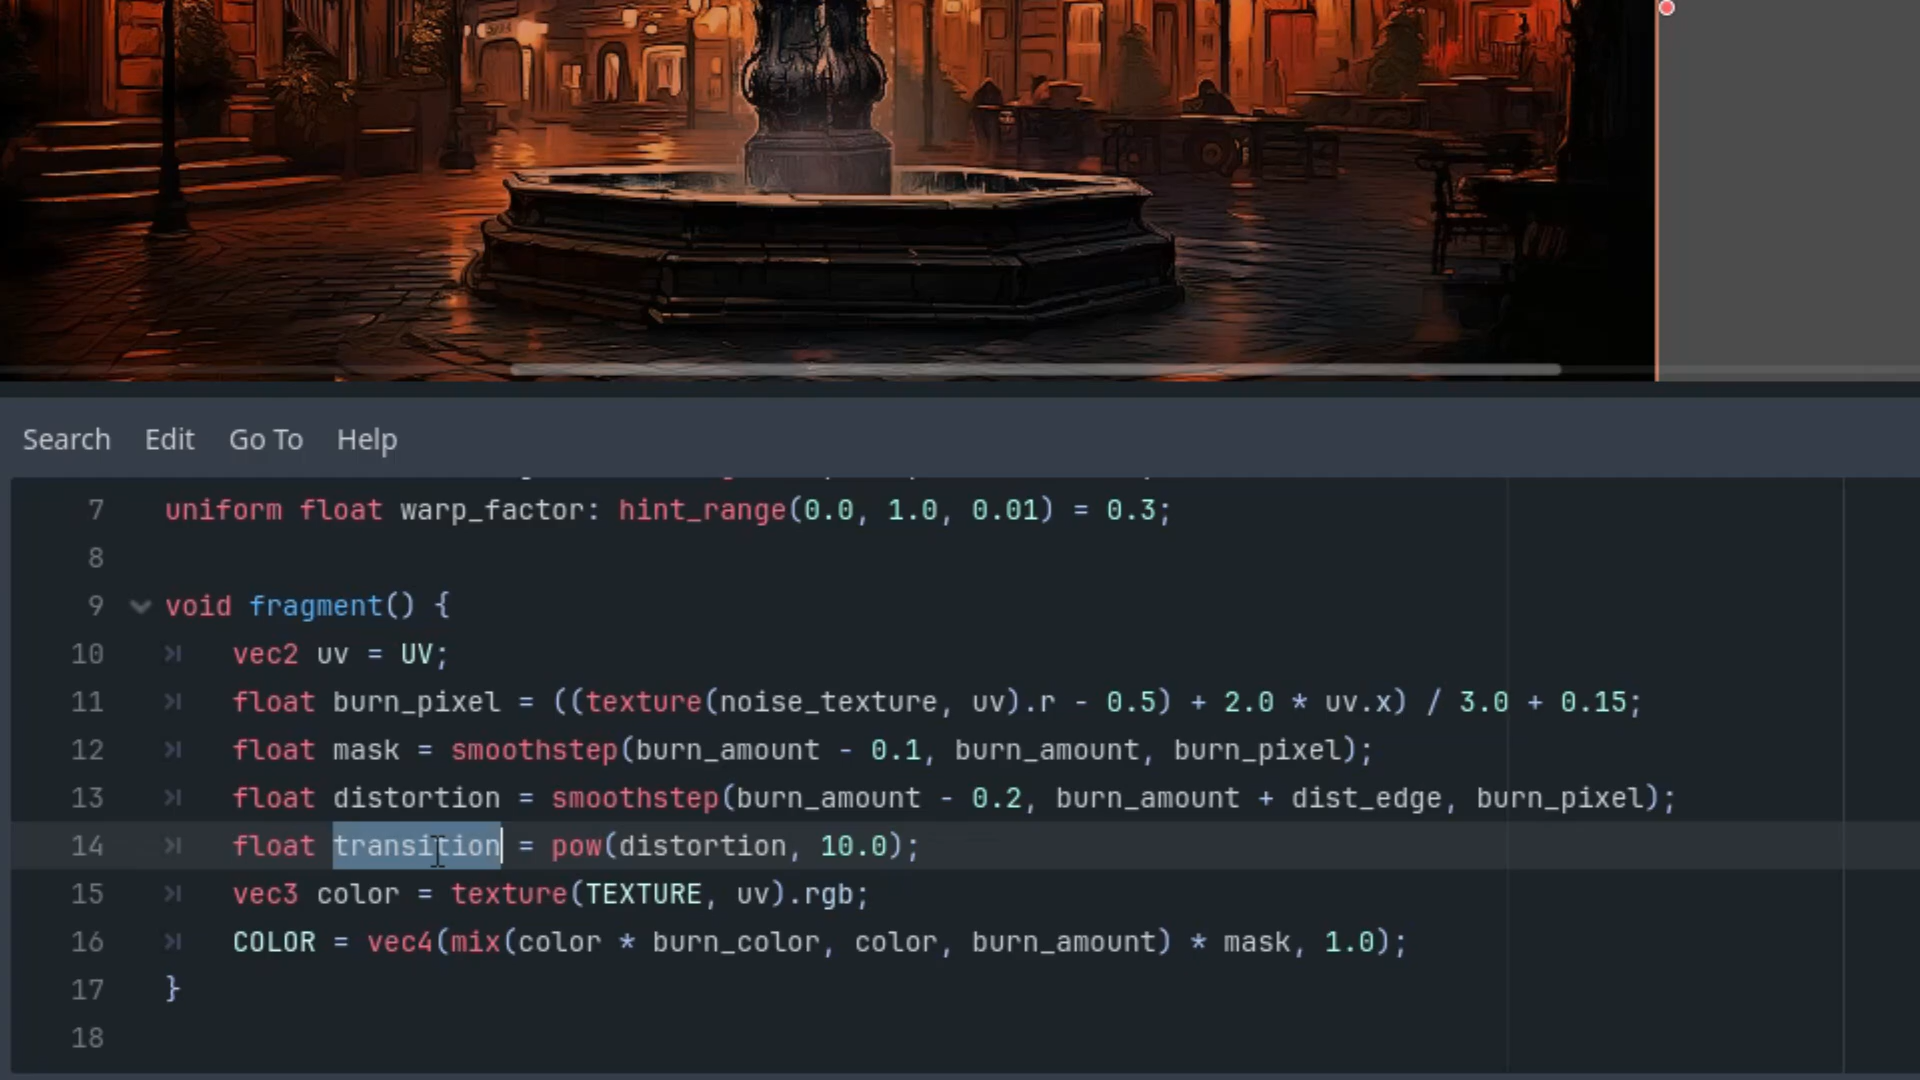 Search Edit Go To Help
7 uniform float warp_factor: hint_range(0.0, 1.0, 0.01) = 0.3;
8
9 void fragment() {
10 vec2 uv = UV;
11 float burn_pixel = ((texture(noise_texture, uv).r - 0.5) + 2.0 * uv.x) / 3.0 + 0.15;
12 float mask = smoothstep(burn_amount - 0.1, burn_amount, burn_pixel);
13 float distortion = smoothstep(burn_amount - 0.2, burn_amount + dist_edge, burn_pixel);
14 float transition = pow(distortion, 10.0);
15 vec3 color = texture(TEXTURE, uv).rgb;
16 COLOR = vec4(mix(color * burn_color, color, burn_amount) * mask, 1.0);
17 }
18